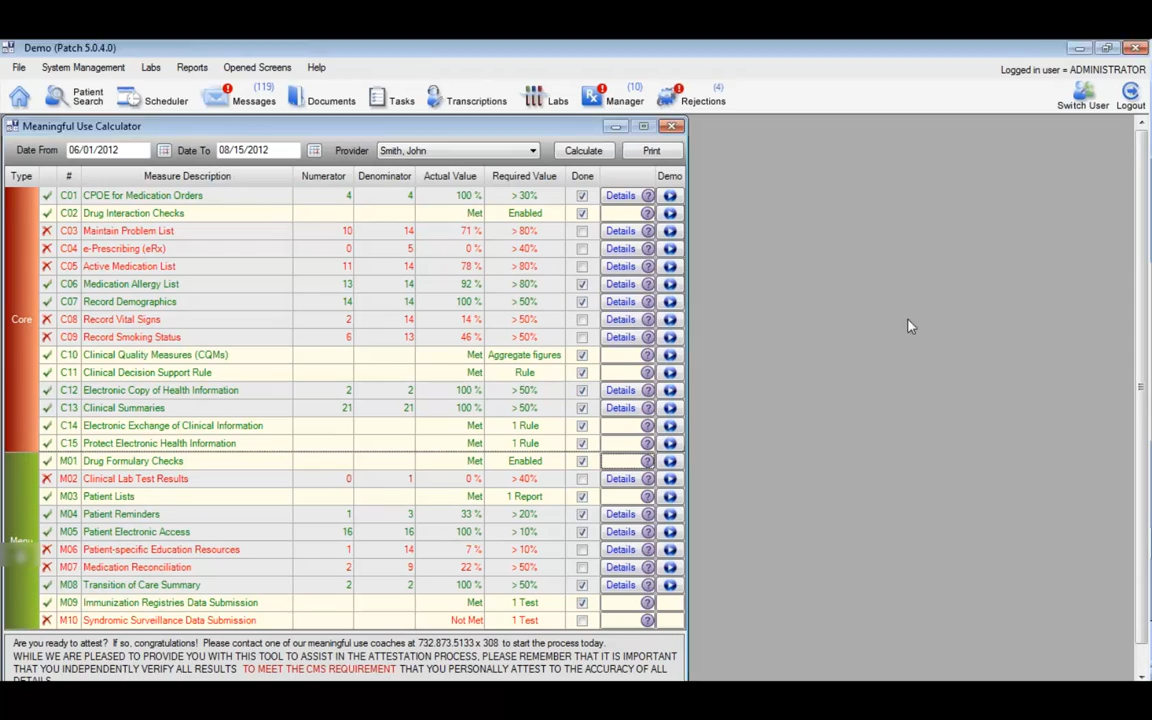 Demo (Patch 5.0.4.0)
File System Management Labs Reports Opened Screens Help
Logged in user = ADMINISTRATOR
Patient Search Scheduler (119) Messages Documents Tasks Transcriptions Labs (10) Manager (4) Rejections Switch User Logout
Meaningful Use Calculator
Date From 06/01/2012 Date To 08/15/2012 Provider Smith, John Calculate Print
Type # Measure Description Numerator Denominator Actual Value Required Value Done Demo
Core
C01 CPOE for Medication Orders 4 4 100 % > 30% Details ?
C02 Drug Interaction Checks Met Enabled ?
C03 Maintain Problem List 10 14 71 % > 80% Details ?
C04 e-Prescribing (eRx) 0 5 0 % > 40% Details ?
C05 Active Medication List 11 14 78 % > 80% Details ?
C06 Medication Allergy List 13 14 92 % > 80% Details ?
C07 Record Demographics 14 14 100 % > 50% Details ?
C08 Record Vital Signs 2 14 14 % > 50% Details ?
C09 Record Smoking Status 6 13 46 % > 50% Details ?
C10 Clinical Quality Measures (CQMs) Met Aggregate figures ?
C11 Clinical Decision Support Rule Met Rule ?
C12 Electronic Copy of Health Information 2 2 100 % > 50% Details ?
C13 Clinical Summaries 21 21 100 % > 50% Details ?
C14 Electronic Exchange of Clinical Information Met 1 Rule ?
C15 Protect Electronic Health Information Met 1 Rule ?
Menu
M01 Drug Formulary Checks Met Enabled ?
M02 Clinical Lab Test Results 0 1 0 % > 40% Details ?
M03 Patient Lists Met 1 Report ?
M04 Patient Reminders 1 3 33 % > 20% Details ?
M05 Patient Electronic Access 16 16 100 % > 10% Details ?
M06 Patient-specific Education Resources 1 14 7 % > 10% Details ?
M07 Medication Reconciliation 2 9 22 % > 50% Details ?
M08 Transition of Care Summary 2 2 100 % > 50% Details ?
M09 Immunization Registries Data Submission Met 1 Test ?
M10 Syndromic Surveillance Data Submission Not Met 1 Test ?
Are you ready to attest? If so, congratulations! Please contact one of our meaningful use coaches at 732.873.5133 x 308 to start the process today.
WHILE WE ARE PLEASED TO PROVIDE YOU WITH THIS TOOL TO ASSIST IN THE ATTESTATION PROCESS, PLEASE REMEMBER THAT IT IS IMPORTANT
THAT YOU INDEPENDENTLY VERIFY ALL RESULTS TO MEET THE CMS REQUIREMENT THAT YOU PERSONALLY ATTEST TO THE ACCURACY OF ALL
DETAILS